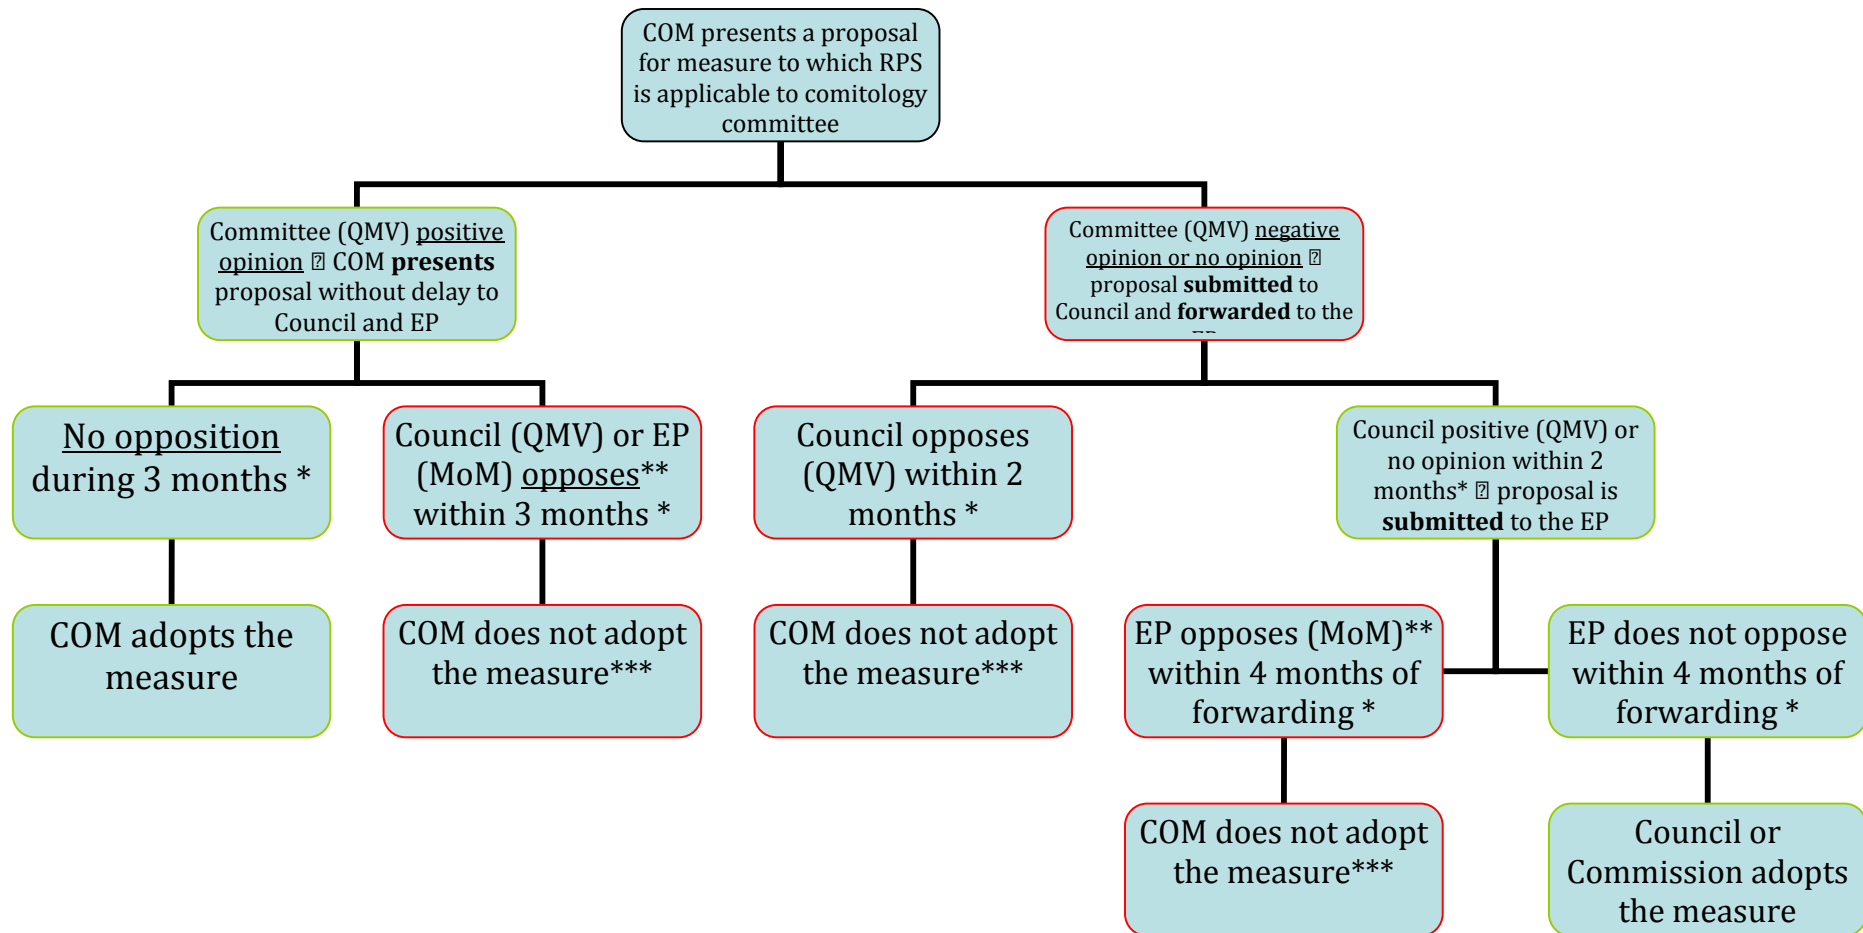 COM presents a proposal
for measure to which RPS
is applicable to comitology
committee
Committee (QMV) positive
opinion ⍰ COM presents
proposal without delay to
Council and EP
Committee (QMV) negative
opinion or no opinion ⍰
proposal submitted to
Council and forwarded to the
No opposition
during 3 months *
Council (QMV) or EP
(MoM) opposes**
within 3 months *
Council opposes
(QMV) within 2
months *
Council positive (QMV) or
no opinion within 2
months* ⍰ proposal is
submitted to the EP
COM adopts the
measure
COM does not adopt
the measure***
COM does not adopt
the measure***
EP opposes (MoM)**
within 4 months of
forwarding *
EP does not oppose
within 4 months of
forwarding *
COM does not adopt
the measure***
Council or
Commission adopts
the measure